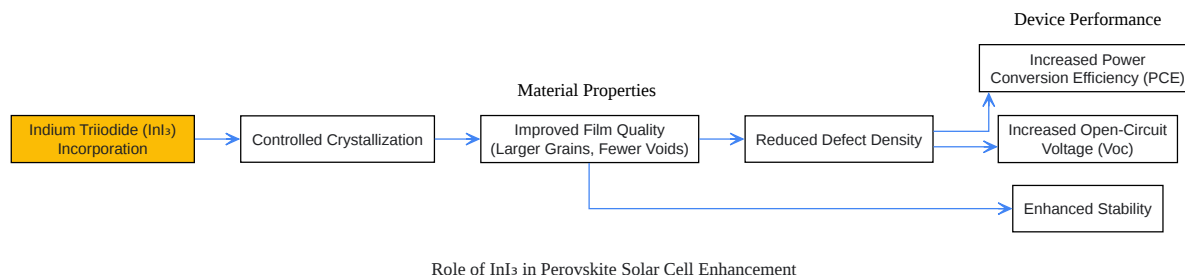 Device Performance
Increased Power
Conversion Efficiency (PCE)
Material Properties
Indium Triiodide (InI₃)
Incorporation
Controlled Crystallization
Improved Film Quality
(Larger Grains, Fewer Voids)
Reduced Defect Density
Increased Open-Circuit
Voltage (Voc)
Enhanced Stability
Role of InI₃ in Perovskite Solar Cell Enhancement